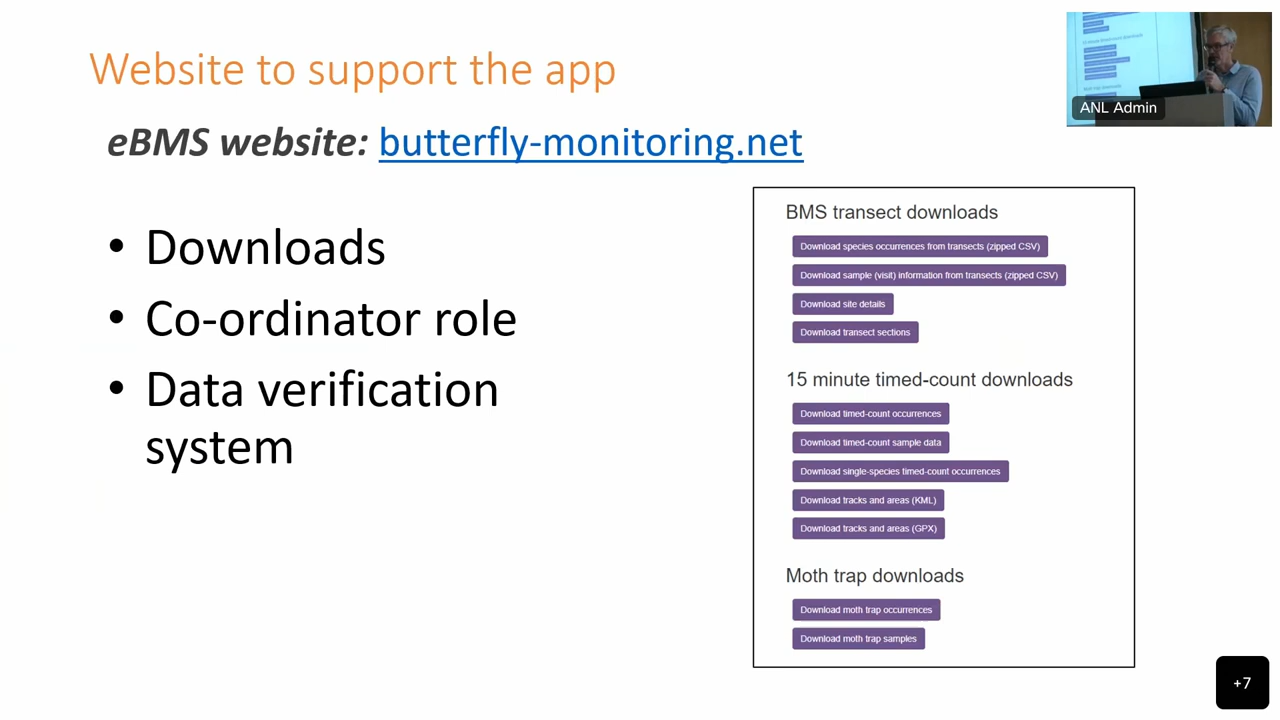 Website to support the app
eBMS website: butterfly-monitoring.net
• Downloads
• Co-ordinator role
• Data verification
system
BMS transect downloads
Download species occurrences from transects (zipped CSV)
Download sample (visit) information from transects (zipped CSV)
Download site details
Download transect sections
15 minute timed-count downloads
Download timed-count occurrences
Download timed-count sample data
Download single-species timed-count occurrences
Download tracks and areas (KML)
Download tracks and areas (GPX)
Moth trap downloads
Download moth trap occurrences
Download moth trap samples
ANL Admin
+7